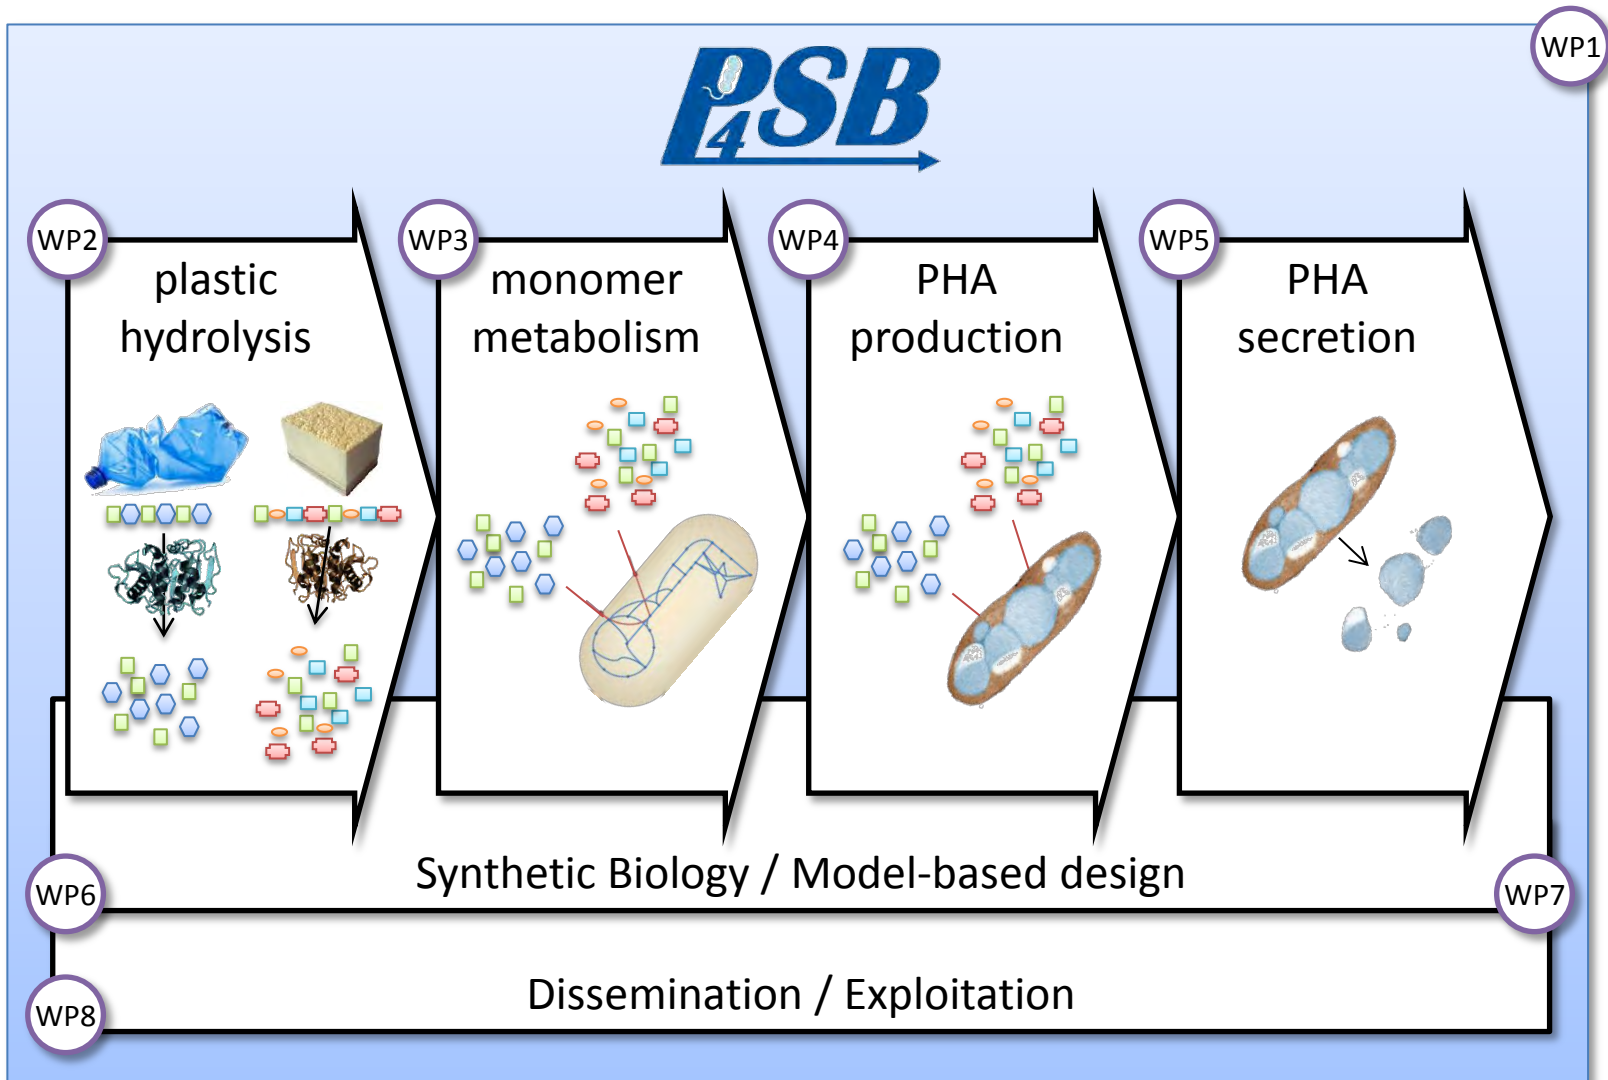 WP1
P4SB
WP2
plastic
hydrolysis
WP3
monomer
metabolism
WP4
PHA
production
WP5
PHA
secretion
Synthetic Biology / Model-based design
WP6
WP7
Dissemination / Exploitation
WP8